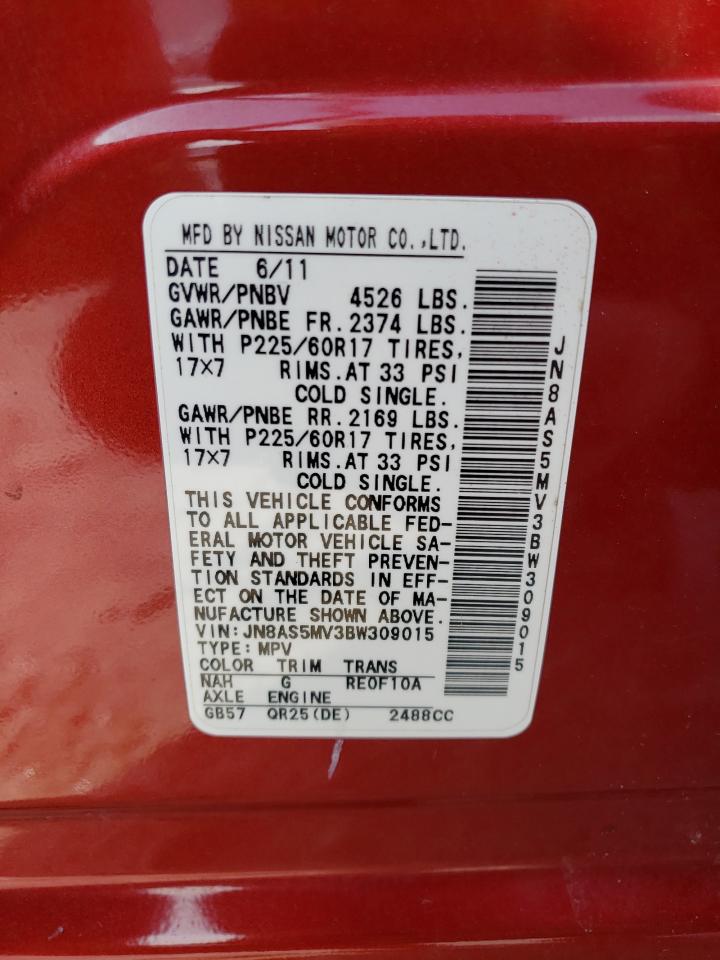 MFD BY NISSAN MOTOR CO.,LTD.
DATE 6/11
GVWR/PNBV 4526 LBS.
GAWR/PNBE FR.2374 LBS.
WITH P225/60R17 TIRES,
17×7 RIMS.AT 33 PSI
COLD SINGLE.
GAWR/PNBE RR.2169 LBS.
WITH P225/60R17 TIRES,
17×7 RIMS.AT 33 PSI
COLD SINGLE.
THIS VEHICLE CONFORMS
TO ALL APPLICABLE FED-
ERAL MOTOR VEHICLE SA-
FETY AND THEFT PREVEN-
TION STANDARDS IN EFF-
ECT ON THE DATE OF MA-
NUFACTURE SHOWN ABOVE.
VIN:JN8AS5MV3BW309015
TYPE:MPV
COLOR TRIM TRANS
NAH G RE0F10A
AXLE ENGINE
GB57 QR25(DE) 2488CC
JN8AS5MV3BW309015